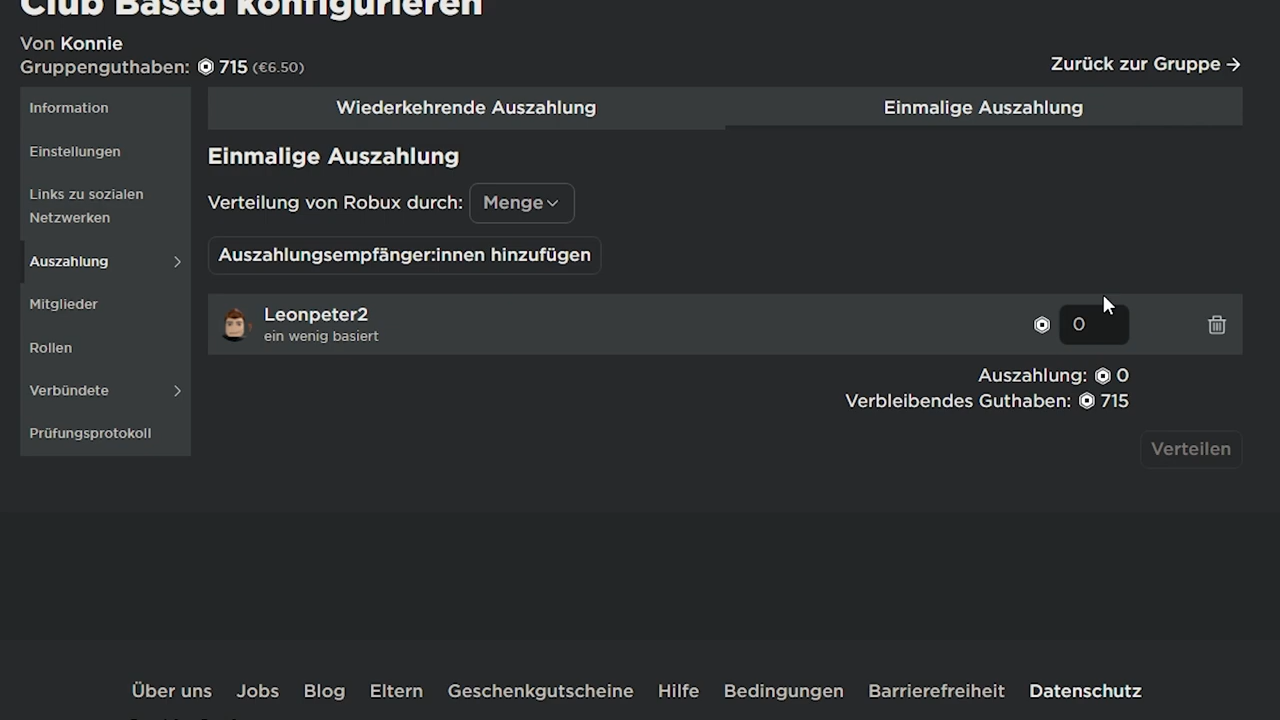 Club Based konfigurieren
Von Konnie
Gruppenguthaben: 715 (€6.50)
Zurück zur Gruppe →
Information
Einstellungen
Links zu sozialen
Netzwerken
Auszahlung
Mitglieder
Rollen
Verbündete
Prüfungsprotokoll
Wiederkehrende Auszahlung
Einmalige Auszahlung
Einmalige Auszahlung
Verteilung von Robux durch: Menge
Auszahlungsempfänger:innen hinzufügen
Leonpeter2
ein wenig basiert
0
Auszahlung: 0
Verbleibendes Guthaben: 715
Verteilen
Über uns Jobs Blog Eltern Geschenkgutscheine Hilfe Bedingungen Barrierefreiheit Datenschutz